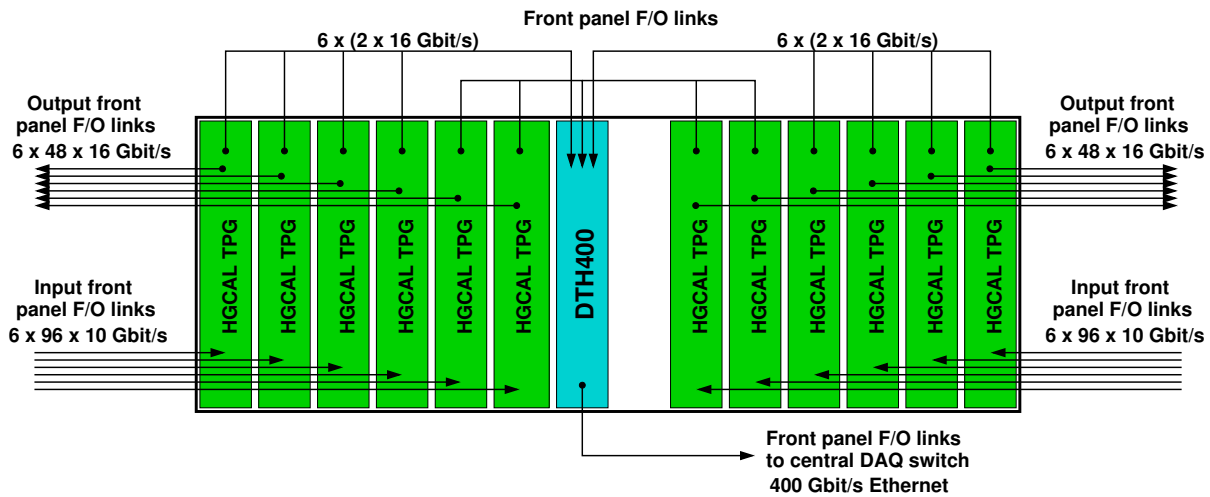 Front panel F/O links
6 x (2 x 16 Gbit/s)
6 x (2 x 16 Gbit/s)
Output front
panel F/O links
6 x 48 x 16 Gbit/s
Output front
panel F/O links
6 x 48 x 16 Gbit/s
Input front
panel F/O links
6 x 96 x 10 Gbit/s
Input front
panel F/O links
6 x 96 x 10 Gbit/s
HGCAL TPG
HGCAL TPG
HGCAL TPG
HGCAL TPG
HGCAL TPG
HGCAL TPG
DTH400
HGCAL TPG
HGCAL TPG
HGCAL TPG
HGCAL TPG
HGCAL TPG
HGCAL TPG
Front panel F/O links
to central DAQ switch
400 Gbit/s Ethernet